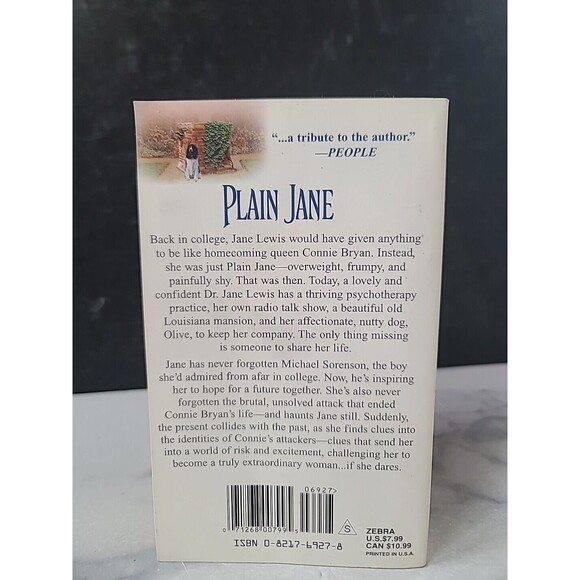 “...a tribute to the author.”
—PEOPLE
PLAIN JANE
Back in college, Jane Lewis would have given anything
to be like homecoming queen Connie Bryan. Instead,
she was just Plain Jane—overweight, frumpy, and
painfully shy. That was then. Today, a lovely and
confident Dr. Jane Lewis has a thriving psychotherapy
practice, her own radio talk show, a beautiful old
Louisiana mansion, and her affectionate, nutty dog,
Olive, to keep her company. The only thing missing
is someone to share her life.
Jane has never forgotten Michael Sorenson, the boy
she'd admired from afar in college. Now, he's inspiring
her to hope for a future together. She's also never
forgotten the brutal, unsolved attack that ended
Connie Bryan's life—and haunts Jane still. Suddenly,
the present collides with the past, as she finds clues into
the identities of Connie's attackers—clues that send her
into a world of risk and excitement, challenging her to
become a truly extraordinary woman...if she dares.
06927>
0 71268 00799 5
S
ISBN 0-8217-6927-8
ZEBRA
U.S.$7.99
CAN $10.99
PRINTED IN U.S.A.